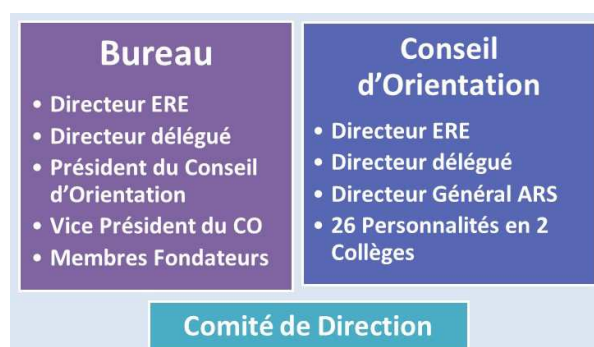 Bureau
• Directeur ERE
• Directeur délégué
• Président du Conseil
d'Orientation
• Vice Président du CO
• Membres Fondateurs
Conseil
d'Orientation
• Directeur ERE
• Directeur délégué
• Directeur Général ARS
• 26 Personnalités en 2
Collèges
Comité de Direction